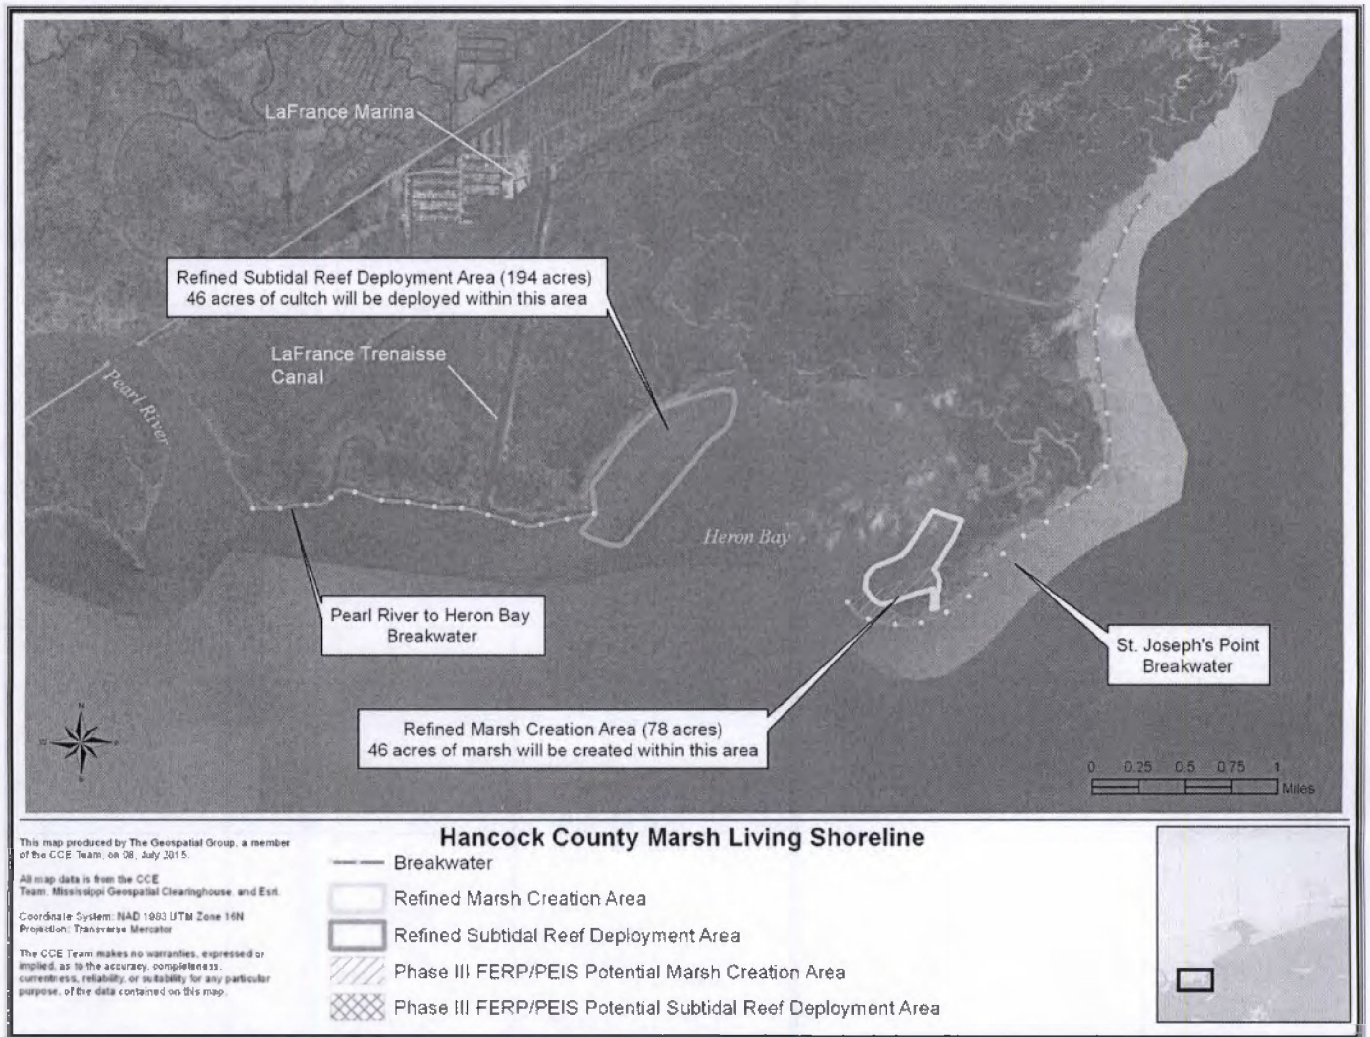 LaFrance Marina
Refined Subtidal Reef Deployment Area (194 acres)
46 acres of cultch will be deployed within this area
LaFrance Trenaisse
Canal
Pearl River
Heron Bay
Pearl River to Heron Bay
Breakwater
St. Joseph's Point
Breakwater
Refined Marsh Creation Area (78 acres)
46 acres of marsh will be created within this area
N
0 0.25 0.5 0.75 1
Miles
Hancock County Marsh Living Shoreline
Breakwater
Refined Marsh Creation Area
Refined Subtidal Reef Deployment Area
Phase III FERP/PEIS Potential Marsh Creation Area
Phase III FERP/PEIS Potential Subtidal Reef Deployment Area
This map produced by The Geospatial Group, a member
of the CCE Team, on 08, July 2015.
All map data is from the CCE
Team, Mississippi Geospatial Clearinghouse, and Esri.
Coordinate System: NAD 1983 UTM Zone 16N
Projection: Transverse Mercator
The CCE Team makes no warranties, expressed or
implied, as to the accuracy, completeness,
currentness, reliability, or suitability for any particular
purpose, of the data contained on this map.